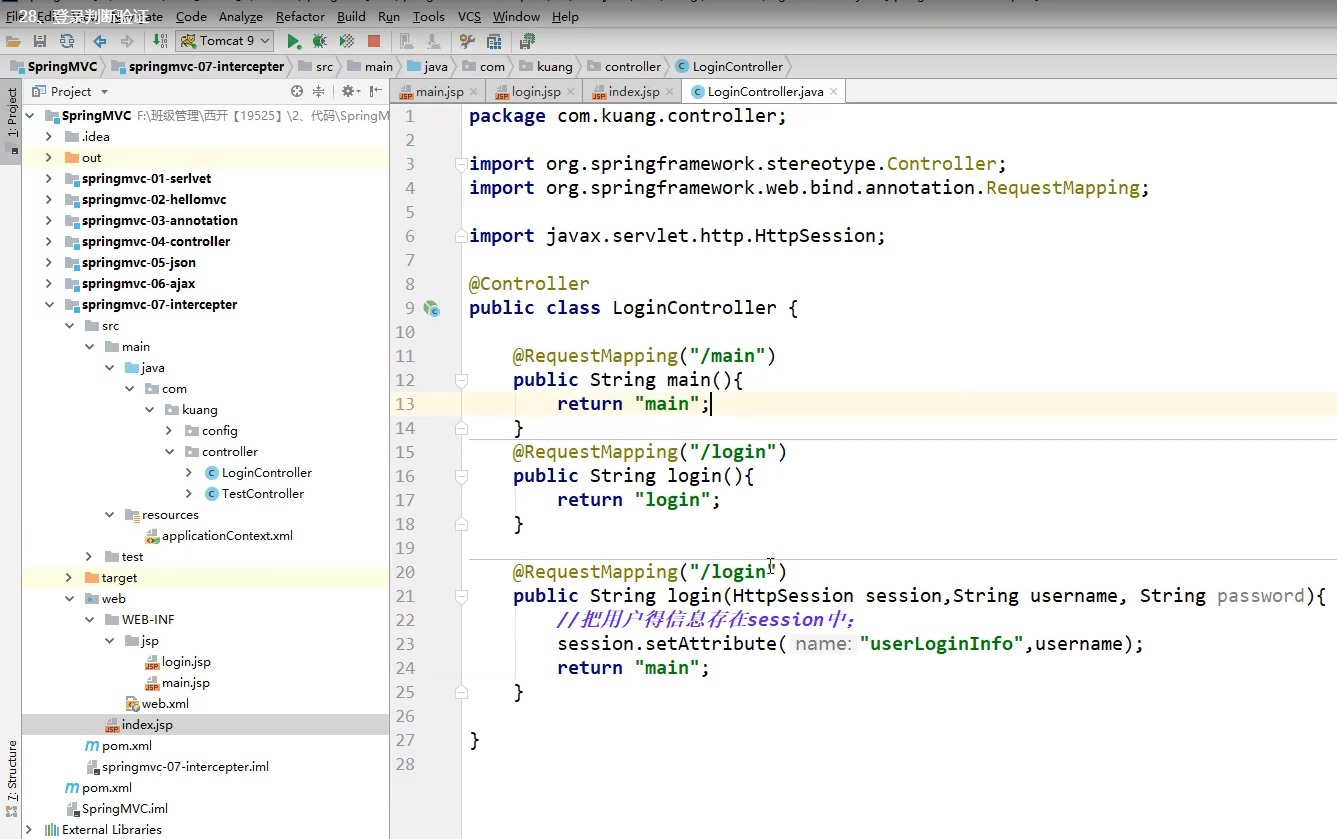 28、登录判断验证
File Edit View Navigate Code Analyze Refactor Build Run Tools VCS Window Help
Tomcat 9
SpringMVC springmvc-07-intercepter src main java com kuang controller LoginController
1: Project
Project
main.jsp login.jsp index.jsp LoginController.java
SpringMVC F:\班级管理\西开【19525】\2、代码\SpringM
.idea
out
springmvc-01-serlvet
springmvc-02-hellomvc
springmvc-03-annotation
springmvc-04-controller
springmvc-05-json
springmvc-06-ajax
springmvc-07-intercepter
src
main
java
com
kuang
config
controller
LoginController
TestController
resources
applicationContext.xml
test
target
web
WEB-INF
jsp
login.jsp
main.jsp
web.xml
index.jsp
pom.xml
springmvc-07-intercepter.iml
pom.xml
SpringMVC.iml
External Libraries
7: Structure
1 package com.kuang.controller;
2
3 import org.springframework.stereotype.Controller;
4 import org.springframework.web.bind.annotation.RequestMapping;
5
6 import javax.servlet.http.HttpSession;
7
8 @Controller
9 public class LoginController {
10
11 @RequestMapping("/main")
12 public String main(){
13 return "main";
14 }
15 @RequestMapping("/login")
16 public String login(){
17 return "login";
18 }
19
20 @RequestMapping("/login")
21 public String login(HttpSession session,String username, String password){
22 //把用户得信息存在session中;
23 session.setAttribute( name: "userLoginInfo",username);
24 return "main";
25 }
26
27 }
28